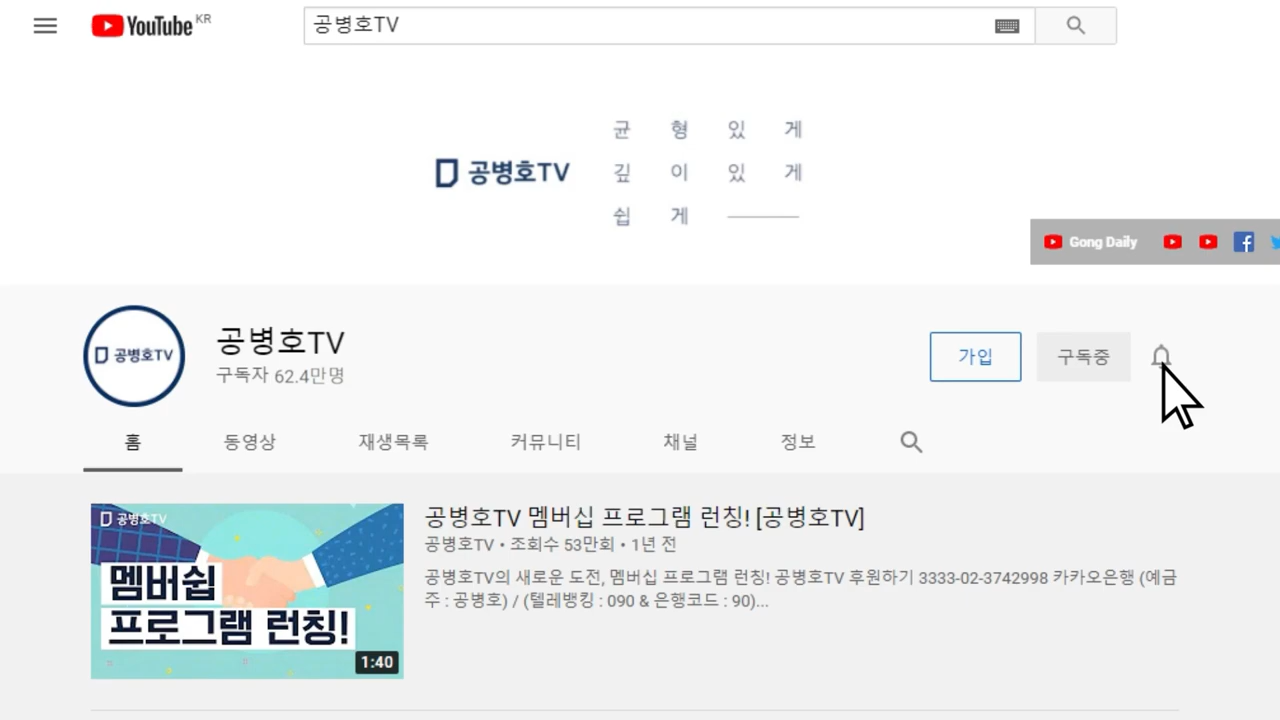 YouTube KR
공병호TV
균 형 있 게
공병호TV 깊 이 있 게
쉽 게
Gong Daily
공병호TV
공병호TV
구독자 62.4만명
가입
구독중
홈 동영상 재생목록 커뮤니티 채널 정보
공병호TV
멤버쉽
프로그램 런칭!
1:40
공병호TV 멤버십 프로그램 런칭! [공병호TV]
공병호TV • 조회수 53만회 • 1년 전
공병호TV의 새로운 도전, 멤버십 프로그램 런칭! 공병호TV 후원하기 3333-02-3742998 카카오은행 (예금
주 : 공병호) / (텔레뱅킹 : 090 & 은행코드 : 90)...